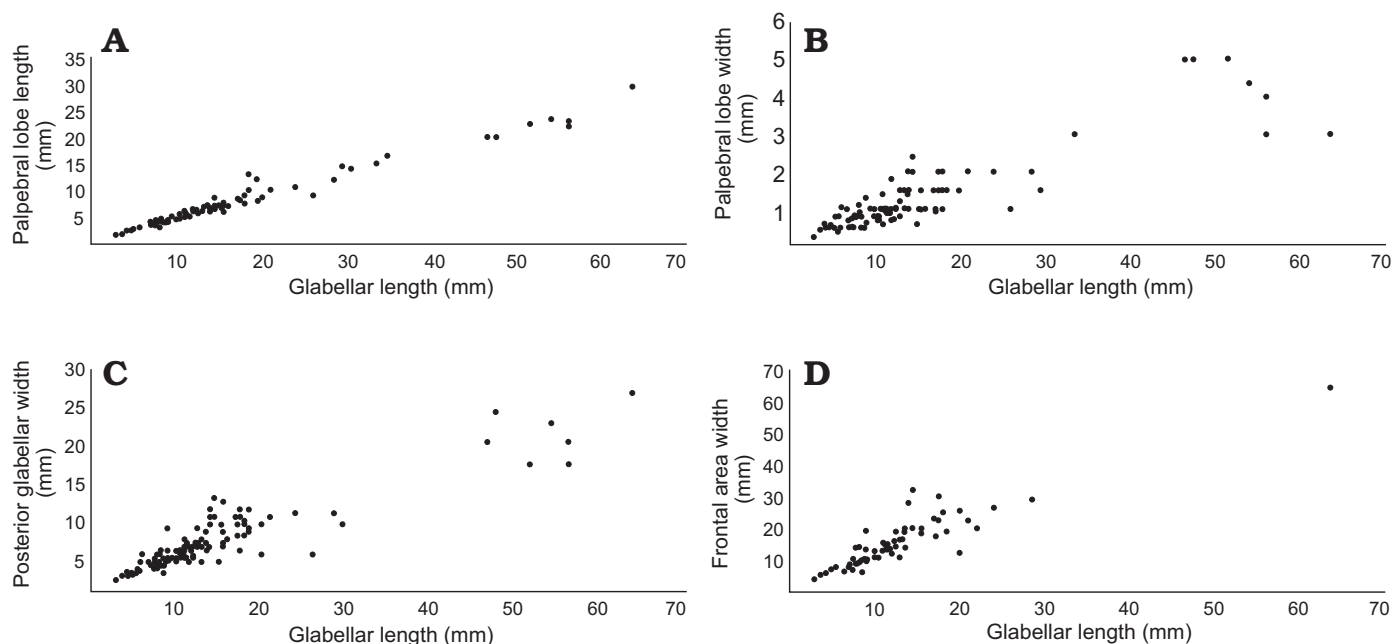 A
Palpebral lobe length
(mm)
35
30
25
20
15
10
5
10 20 30 40 50 60 70
Glabellar length (mm)
B
Palpebral lobe width
(mm)
6
5
4
3
2
1
10 20 30 40 50 60 70
Glabellar length (mm)
C
Posterior glabellar width
(mm)
30
25
20
15
10
5
10 20 30 40 50 60 70
Glabellar length (mm)
D
Frontal area width
(mm)
70
60
50
40
30
20
10
10 20 30 40 50 60 70
Glabellar length (mm)